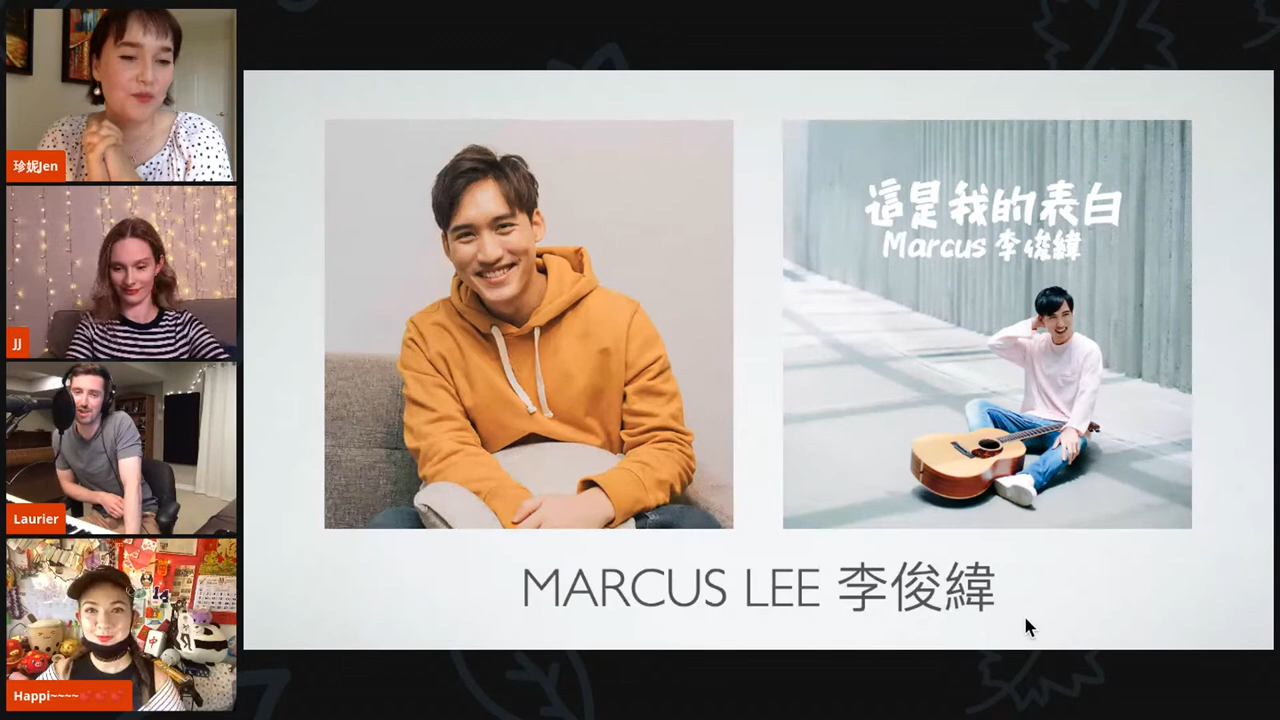 珍妮Jen
JJ
Laurier
Happi~~~~
這是我的表白
Marcus 李俊緯
MARCUS LEE 李俊緯